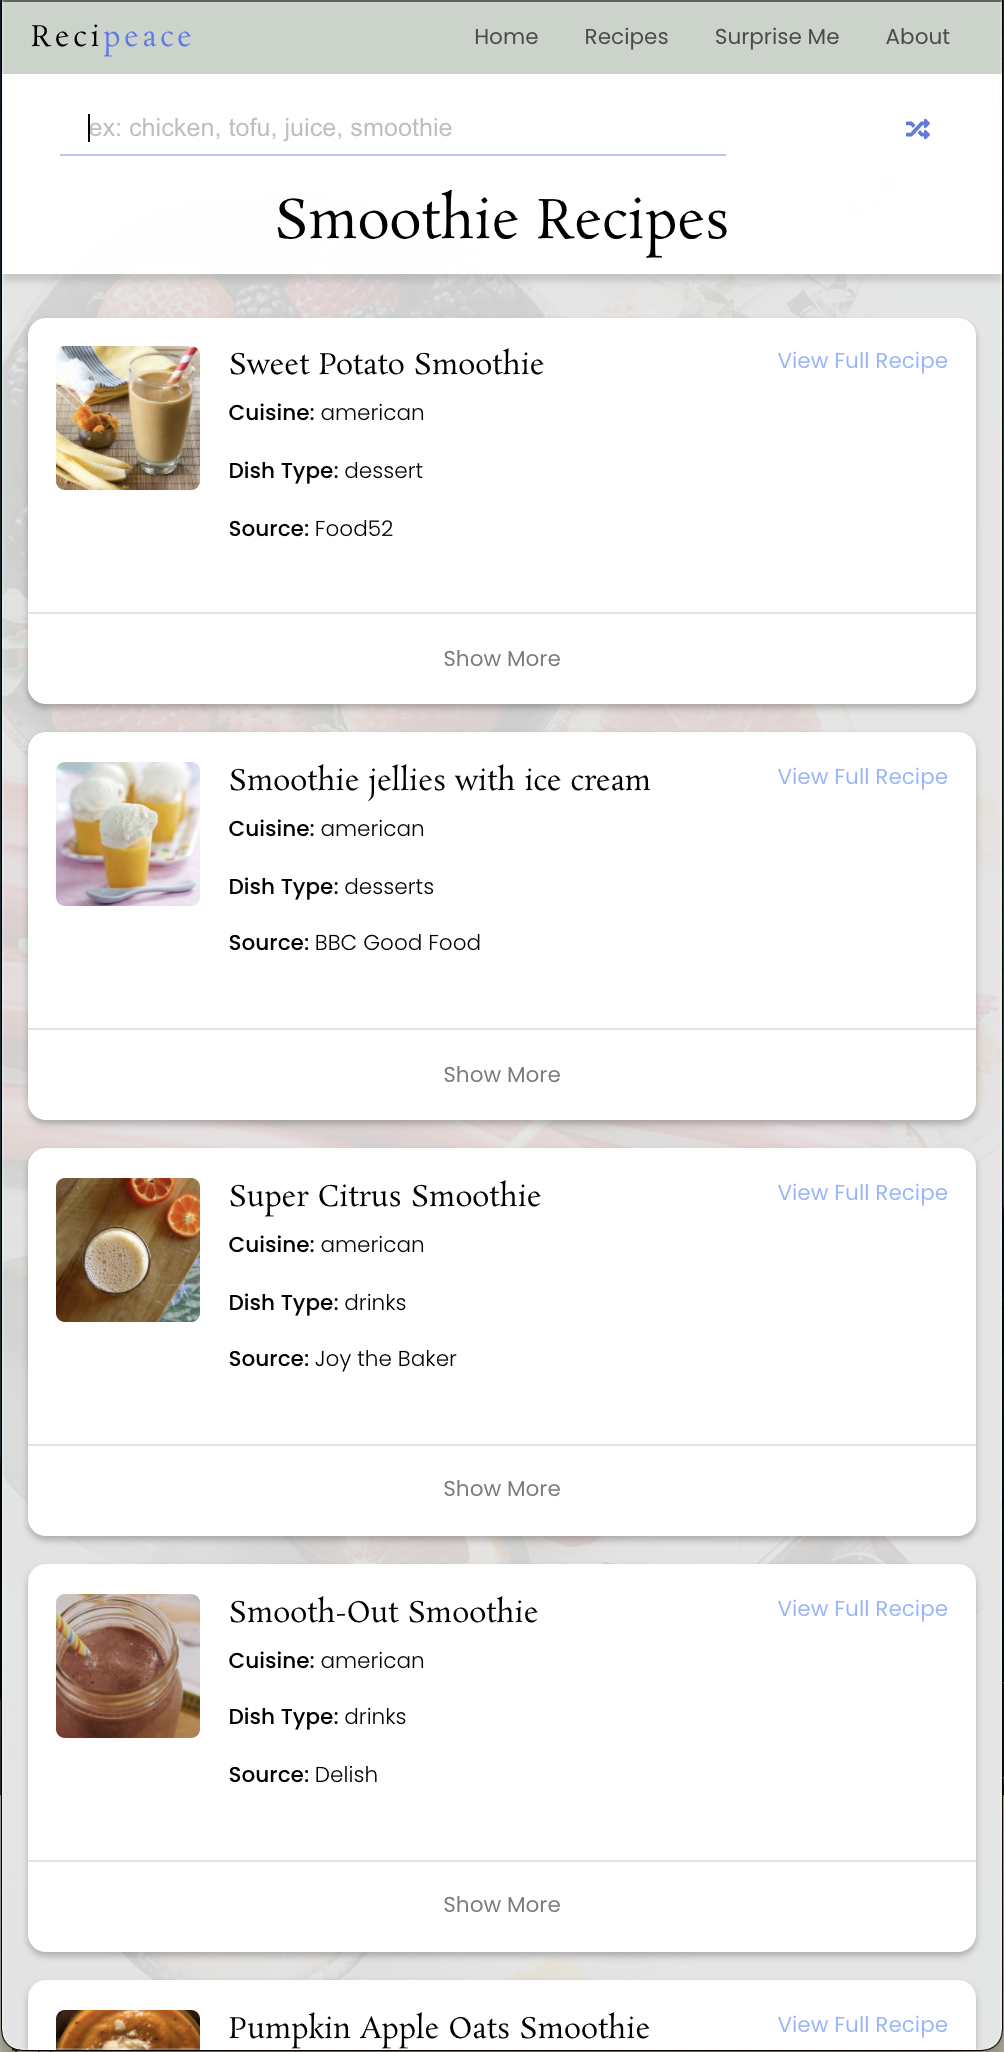 Recipeace Home Recipes Surprise Me About
ex: chicken, tofu, juice, smoothie
Smoothie Recipes
Sweet Potato Smoothie View Full Recipe
Cuisine: american
Dish Type: dessert
Source: Food52
Show More
Smoothie jellies with ice cream View Full Recipe
Cuisine: american
Dish Type: desserts
Source: BBC Good Food
Show More
Super Citrus Smoothie View Full Recipe
Cuisine: american
Dish Type: drinks
Source: Joy the Baker
Show More
Smooth-Out Smoothie View Full Recipe
Cuisine: american
Dish Type: drinks
Source: Delish
Show More
Pumpkin Apple Oats Smoothie View Full Recipe